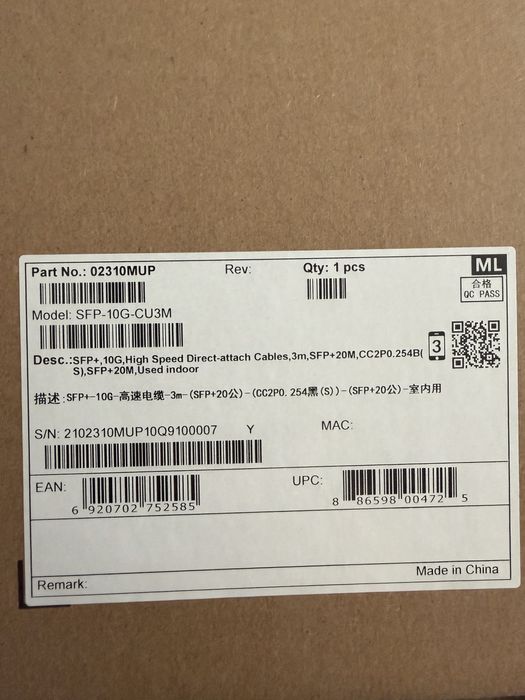 ML
Part No.: 02310MUP Rev: Qty: 1 pcs
合格
QC PASS
Model: SFP-10G-CU3M
3
Desc.:SFP+,10G,High Speed Direct-attach Cables,3m,SFP+20M,CC2P0.254B(
S),SFP+20M,Used indoor
描述:SFP+-10G-高速电缆-3m-(SFP+20公)-(CC2P0.254黑(S))-(SFP+20公)-室内用
S/N: 2102310MUP10Q9100007 Y MAC:
EAN: UPC:
6 920702 752585 8 86598 00472 5
Made in China
Remark: